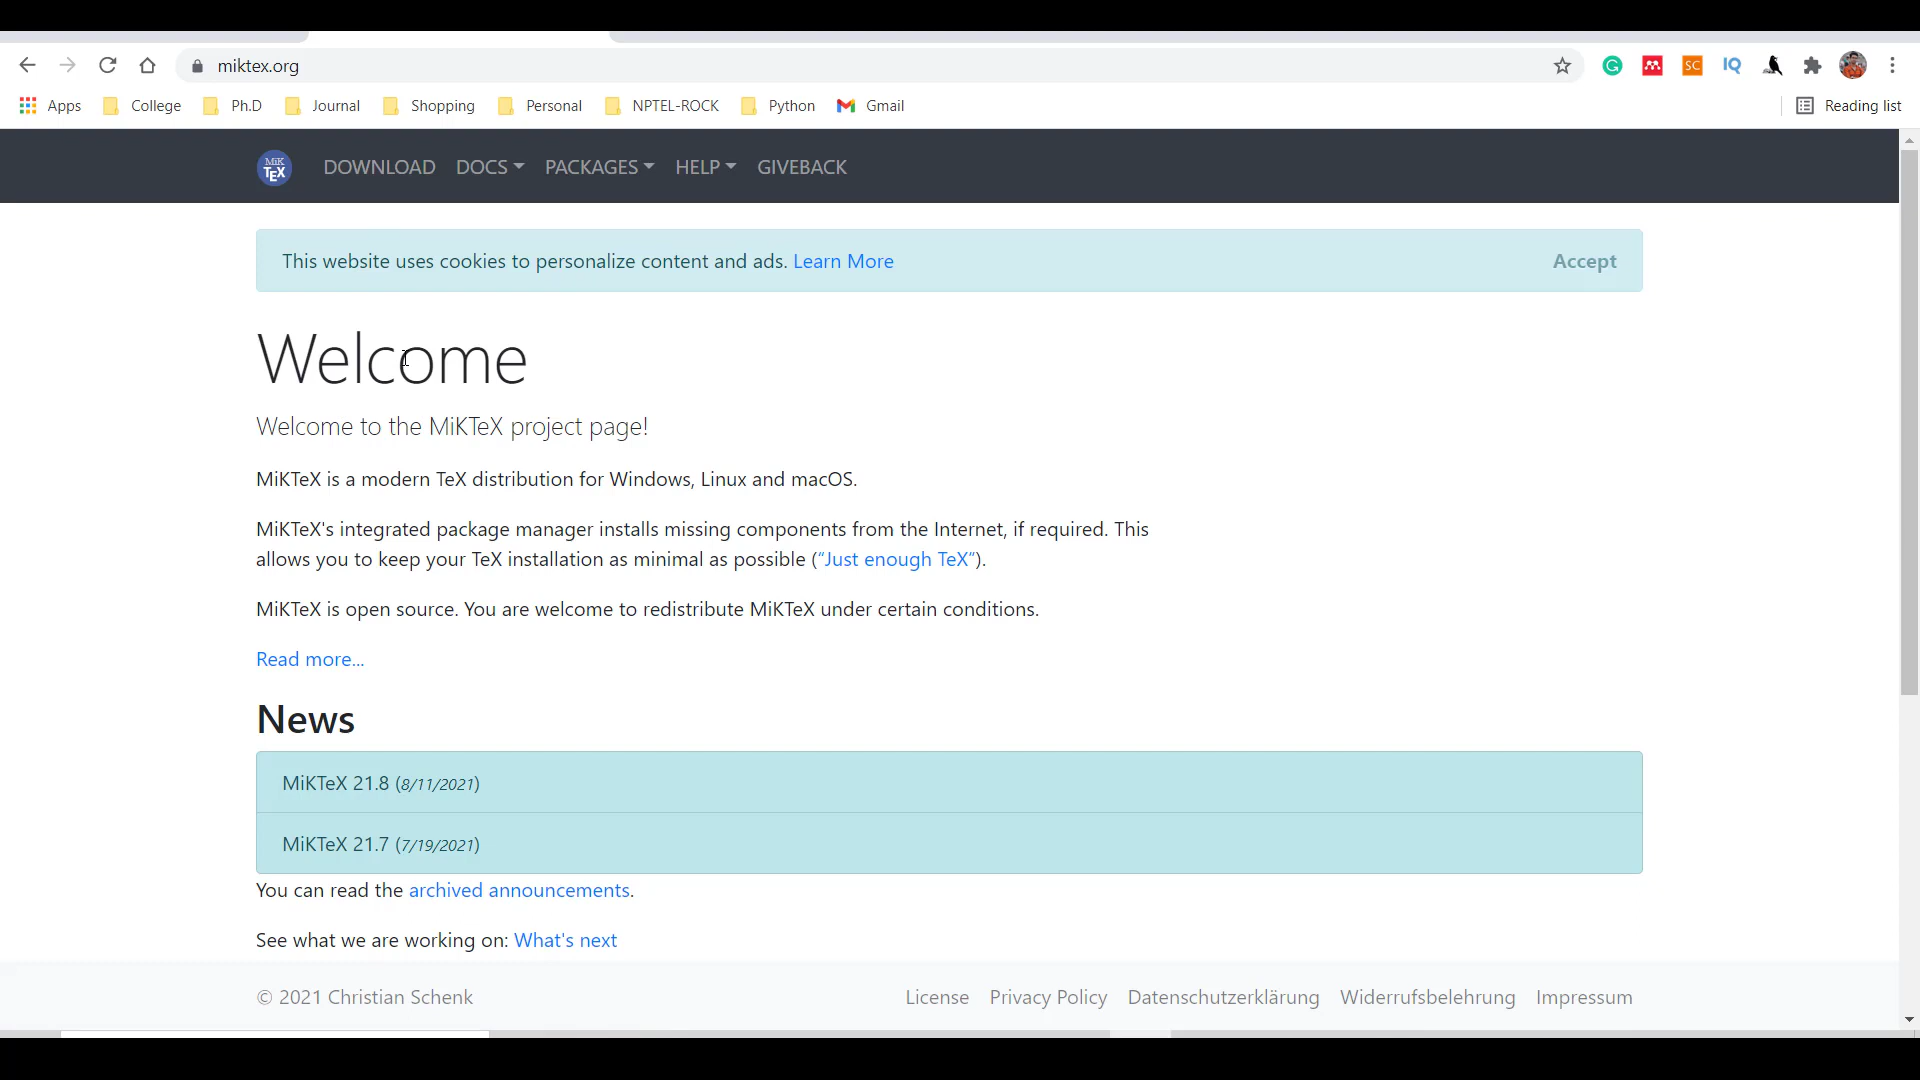 miktex.org
Apps College Ph.D Journal Shopping Personal NPTEL-ROCK Python Gmail Reading list
MiK TEX DOWNLOAD DOCS PACKAGES HELP GIVEBACK
This website uses cookies to personalize content and ads. Learn More Accept
Welcome
Welcome to the MiKTeX project page!
MiKTeX is a modern TeX distribution for Windows, Linux and macOS.
MiKTeX's integrated package manager installs missing components from the Internet, if required. This
allows you to keep your TeX installation as minimal as possible (“Just enough TeX”).
MiKTeX is open source. You are welcome to redistribute MiKTeX under certain conditions.
Read more...
News
MiKTeX 21.8 (8/11/2021)
MiKTeX 21.7 (7/19/2021)
You can read the archived announcements.
See what we are working on: What's next
© 2021 Christian Schenk License Privacy Policy Datenschutzerklärung Widerrufsbelehrung Impressum